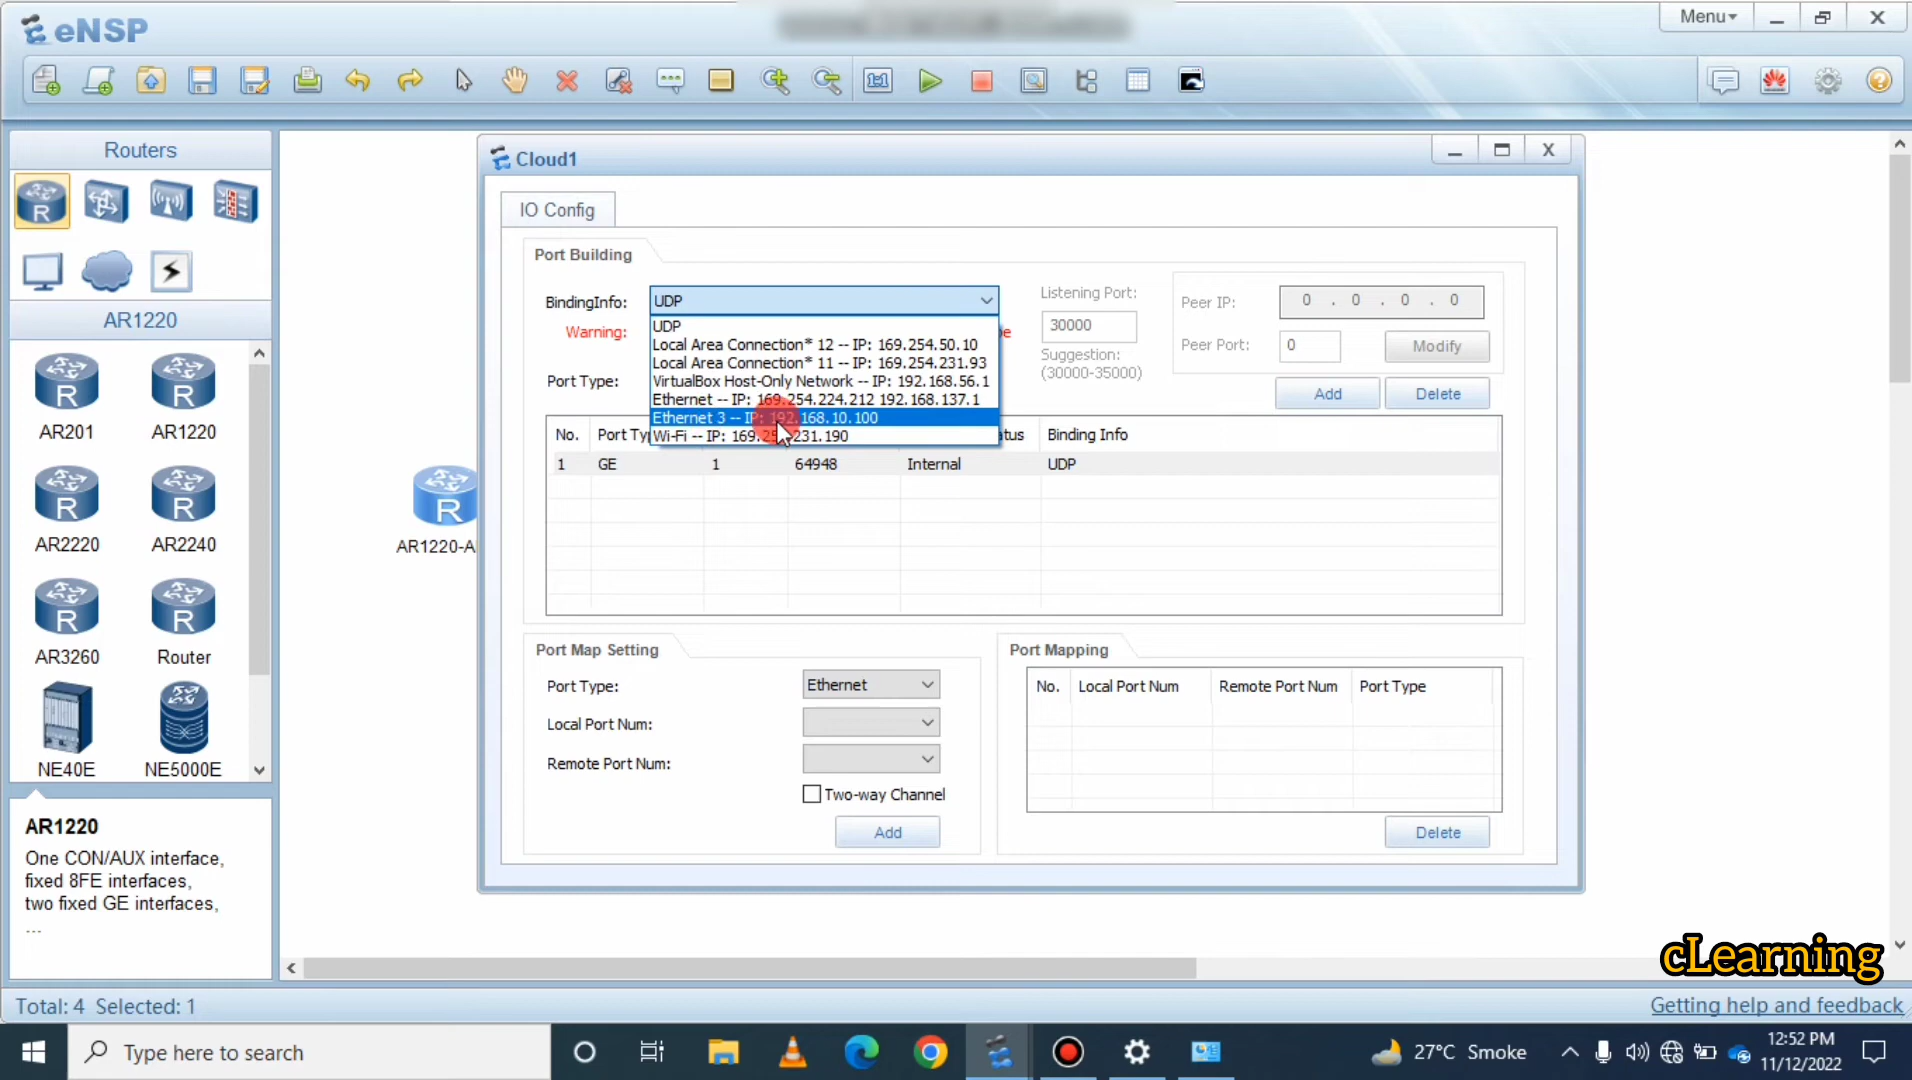 eNSP
Menu
Routers
AR1220
AR201
AR1220
AR2220
AR2240
AR3260
Router
NE40E
NE5000E
AR1220
One CON/AUX interface,
fixed 8FE interfaces,
two fixed GE interfaces,
...
AR1220-A
Cloud1
IO Config
Port Building
BindingInfo:
UDP
Warning:
UDP
Local Area Connection* 12 -- IP: 169.254.50.10
Local Area Connection* 11 -- IP: 169.254.231.93
VirtualBox Host-Only Network -- IP: 192.168.56.1
Ethernet -- IP: 169.254.224.212 192.168.137.1
Ethernet 3 -- IP: 192.168.10.100
Wi-Fi -- IP: 169.25 231.190
Port Type:
Listening Port:
30000
Suggestion:
(30000-35000)
Peer IP:
0 . 0 . 0 . 0
Peer Port:
0
Modify
Add
Delete
No. Port Ty Binding Info
1 GE 1 64948 Internal UDP
Port Map Setting
Port Type:
Ethernet
Local Port Num:
Remote Port Num:
Two-way Channel
Add
Port Mapping
No. Local Port Num Remote Port Num Port Type
Delete
cLearning
Total: 4 Selected: 1
Getting help and feedback
Type here to search
27°C Smoke
12:52 PM
11/12/2022